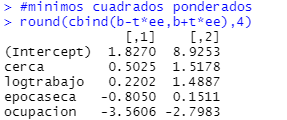 > #minimos cuadrados ponderados
> round(cbind(b-t*ee,b+t*ee),4)
[,1] [,2]
(Intercept) 1.8270 8.9253
cerca 0.5025 1.5178
logtrabajo 0.2202 1.4887
epocaseca -0.8050 0.1511
ocupacion -3.5606 -2.7983